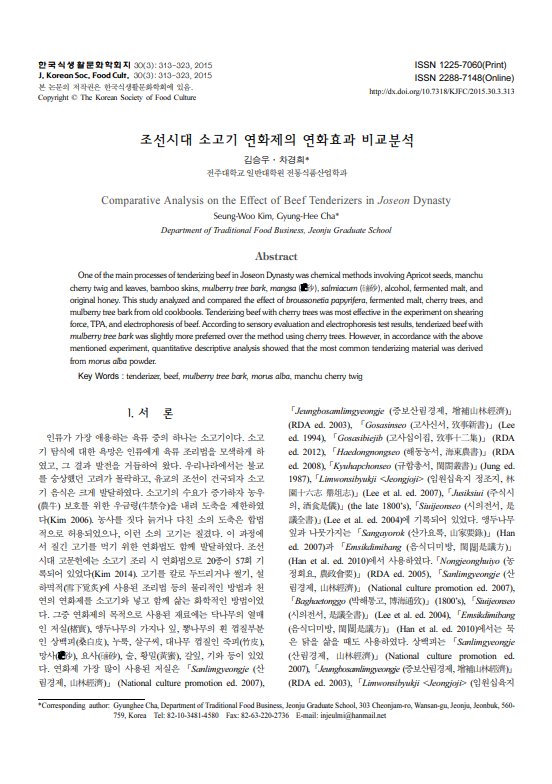 한국식생활문화학회지 30(3): 313-323, 2015
J. Korean Soc. Food Cult. 30(3): 313-323, 2015
본 논문의 저작권은 한국식생활문화학회에 있음.
Copyright © The Korean Society of Food Culture
ISSN 1225-7060(Print)
ISSN 2288-7148(Online)
http://dx.doi.org/10.7318/KJFC/2015.30.3.313
조선시대 소고기 연화제의 연화효과 비교분석
김승우·차경희*
전주대학교 일반대학원 전통식품산업학과
Comparative Analysis on the Effect of Beef Tenderizers in Joseon Dynasty
Seung-Woo Kim, Gyung-Hee Cha*
Department of Traditional Food Business, Jeonju Graduate School
Abstract
One of the main processes of tenderizing beef in Joseon Dynasty was chemical methods involving Apricot seeds, manchu
cherry twig and leaves, bamboo skins, mulberry tree bark, mangsa (砂), salmiacum (硇砂), alcohol, fermented malt, and
original honey. This study analyzed and compared the effect of broussonetia papyrifera, fermented malt, cherry trees, and
mulberry tree bark from old cookbooks. Tenderizing beef with cherry trees was most effective in the experiment on shearing
force, TPA, and electrophoresis of beef. According to sensory evaluation and electrophoresis test results, tenderized beef with
mulberry tree bark was slightly more preferred over the method using cherry trees. However, in accordance with the above
mentioned experiment, quantitative descriptive analysis showed that the most common tendering material was derived
from morus alba powder.
Key Words : tenderizer, beef, mulberry tree bark, morus alba, manchu cherry twig
I. 서 론
인류가 가장 애용하는 육류 중의 하나는 소고기이다. 소고
기 탐식에 대한 욕망은 인류에게 육류 조리법을 모색하게 하
였고, 그 결과 발전을 거듭하여 왔다. 우리나라에서는 불교
를 숭상했던 고려가 몰락하고, 유교의 조선이 건국되자 소고
기 음식은 크게 발달하였다. 소고기의 수요가 증가하자 농우
(農牛) 보호를 위한 우금령(牛禁令)을 내려 도축을 제한하였
다(Kim 2006). 농사를 짓다 늙거나 다친 소의 도축은 합법
적으로 허용되었으나, 이런 소의 고기는 질겼다. 이 과정에
서 질긴 고기를 먹기 위한 연화법도 함께 발달하였다. 조선
시대 고문헌에는 소고기 조리 시 연화법으로 20종이 57회 기
록되어 있었다(Kim 2014). 고기를 칼로 두드리거나 썰기, 설
하멱적(雪下覓炙)에 사용된 조리법 등의 물리적인 방법과 천
연의 연화제를 소고기와 넣고 함께 삶는 화학적인 방법이었
다. 그중 연화의 목적으로 사용된 재료에는 닥나무의 열매
인 저실(楮實), 앵두나무의 가지나 잎, 뽕나무의 흰 껍질부분
인 상백피(桑白皮), 누룩, 살구씨, 대나무 겉질인 죽피(竹皮),
망사(砂), 요사(硇砂), 술, 황밀(黃蜜), 갈잎, 기와 등이 있었
다. 연화제 가장 많이 사용된 저실은 「Sanlimgyeongje (산
림경제, 山林經濟)」(National culture promotion ed. 2007),
「Jeungbosamlimgyeongje (증보산림경제, 增補山林經濟)」
(RDA ed. 2003), 「Gosasinseo (고사신서, 攷事新書)」(Lee
ed. 1994), 「Gosasibiejib (고사십이집, 攷事十二集)」(RDA
ed. 2012), 「Haedongnongseo (해동농서, 海東農書)」(RDA
ed. 2008), 「Kyuhapchonseo (규합총서, 閨閤叢書)」(Jung ed.
1987), 「Limwonsibyukji <Jeongjoji> (임원십육지 정조지, 林
園十六志 鼎俎志)」(Lee et al. ed. 2007), 「Jusiksiui (주식시
의, 酒食是儀)」(the late 1800's), 「Siuijeonseo (시의전서, 是
議全書)」(Lee et al. ed. 2004)에 기록되어 있었다. 앵두나무
잎과 나뭇가지는 「Sangayorok (산가요록, 山家要錄)」(Han
ed. 2007)과 「Eumsikdimibang (음식디미방, 閨閫是議方)」
(Han et al. ed. 2010)에서 사용하였다. 「Nongjeonghuiyo (농
정회요, 農政會要)」(RDA ed. 2005), 「Sanlimgyeongje (산
림경제, 山林經濟)」(National culture promotion ed. 2007),
「Baghaetonggo (박해통고, 博海通攷)」(1800's), 「Siuijeonseo
(시의전서, 是議全書)」(Lee et al. ed. 2004), 「Eumsikdimibang
(음식디미방, 閨閫是議方)」(Han et al. ed. 2010)에서는 묵
은 닭을 삶을 때도 사용하였다. 상백피는 「Sanlimgyeongje
(산림경제, 山林經濟)」(National culture promotion ed.
2007), 「Jeungbosamlimgyeongje (증보산림경제, 增補山林經濟)」
(RDA ed. 2003), 「Limwonsibyukji <Jeongjoji> (임원십육지
*Corresponding author: Gyunghee Cha, Department of Traditional Food Business, Jeonju Graduate School, 303 Cheonjam-ro, Wansan-gu, Jeonju, Jeonbuk, 560-
759, Korea Tel: 82-10-3481-4580 Fax: 82-63-220-2736 E-mail: injeulmi@hanmail.net